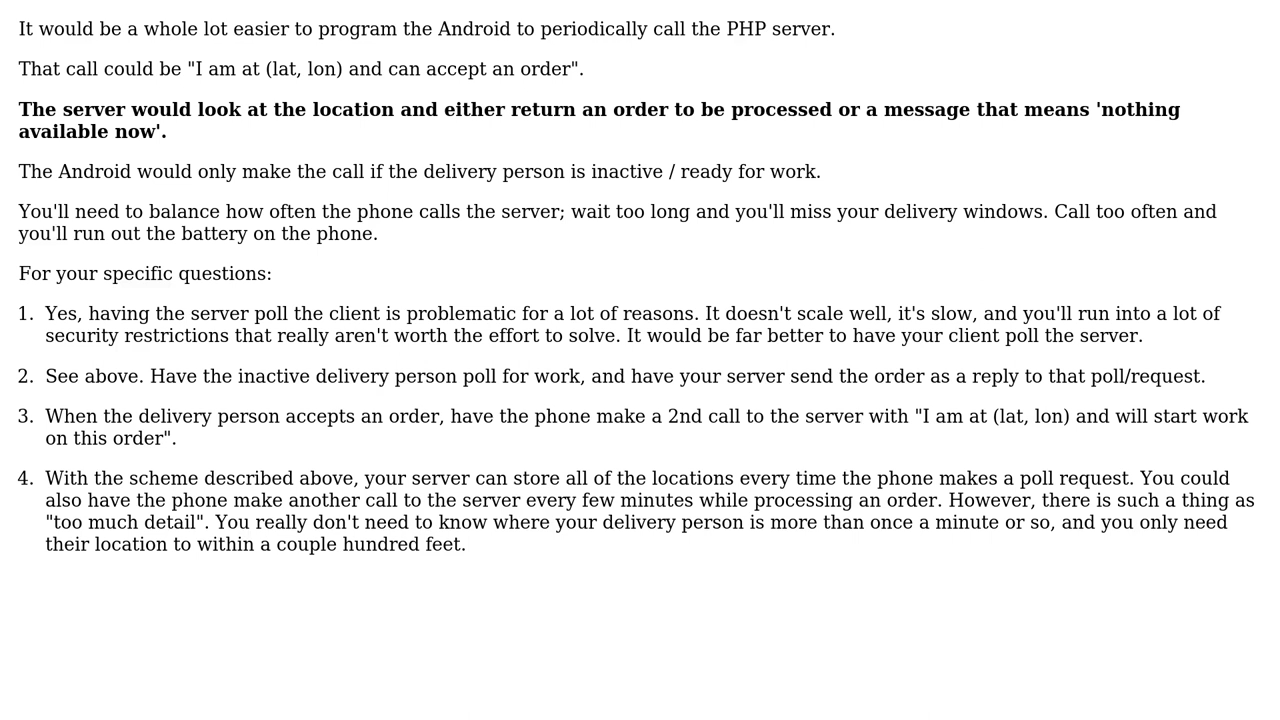 It would be a whole lot easier to program the Android to periodically call the PHP server.
That call could be "I am at (lat, lon) and can accept an order".
The server would look at the location and either return an order to be processed or a message that means 'nothing
available now'.
The Android would only make the call if the delivery person is inactive / ready for work.
You'll need to balance how often the phone calls the server; wait too long and you'll miss your delivery windows. Call too often and
you'll run out the battery on the phone.
For your specific questions:
1. Yes, having the server poll the client is problematic for a lot of reasons. It doesn't scale well, it's slow, and you'll run into a lot of
security restrictions that really aren't worth the effort to solve. It would be far better to have your client poll the server.
2. See above. Have the inactive delivery person poll for work, and have your server send the order as a reply to that poll/request.
3. When the delivery person accepts an order, have the phone make a 2nd call to the server with "I am at (lat, lon) and will start work
on this order".
4. With the scheme described above, your server can store all of the locations every time the phone makes a poll request. You could
also have the phone make another call to the server every few minutes while processing an order. However, there is such a thing as
"too much detail". You really don't need to know where your delivery person is more than once a minute or so, and you only need
their location to within a couple hundred feet.